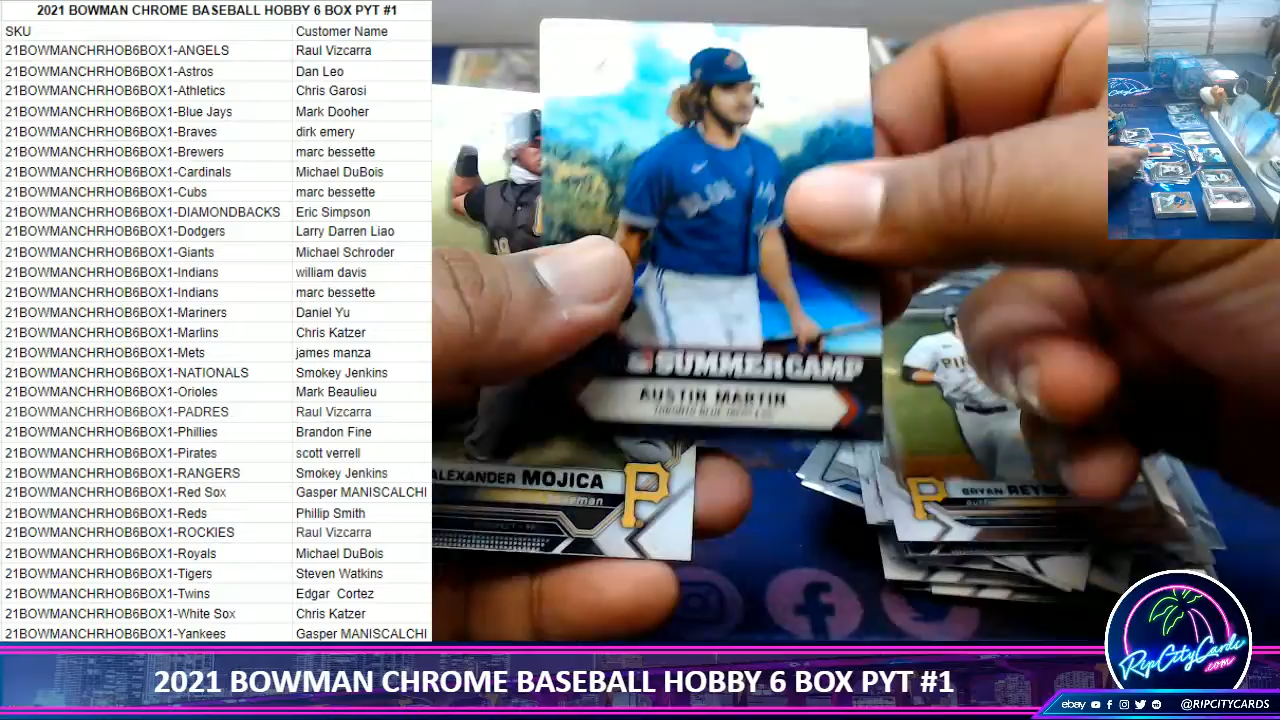 2021 BOWMAN CHROME BASEBALL HOBBY 6 BOX PYT #1
SKU Customer Name
21BOWMANCHRHOB6BOX1-ANGELS Raul Vizcarra
21BOWMANCHRHOB6BOX1-Astros Dan Leo
21BOWMANCHRHOB6BOX1-Athletics Chris Garosi
21BOWMANCHRHOB6BOX1-Blue Jays Mark Dooher
21BOWMANCHRHOB6BOX1-Braves dirk emery
21BOWMANCHRHOB6BOX1-Brewers marc bessette
21BOWMANCHRHOB6BOX1-Cardinals Michael DuBois
21BOWMANCHRHOB6BOX1-Cubs marc bessette
21BOWMANCHRHOB6BOX1-DIAMONDBACKS Eric Simpson
21BOWMANCHRHOB6BOX1-Dodgers Larry Darren Liao
21BOWMANCHRHOB6BOX1-Giants Michael Schroder
21BOWMANCHRHOB6BOX1-Indians william davis
21BOWMANCHRHOB6BOX1-Indians marc bessette
21BOWMANCHRHOB6BOX1-Mariners Daniel Yu
21BOWMANCHRHOB6BOX1-Marlins Chris Katzer
21BOWMANCHRHOB6BOX1-Mets james manza
21BOWMANCHRHOB6BOX1-NATIONALS Smokey Jenkins
21BOWMANCHRHOB6BOX1-Orioles Mark Beaulieu
21BOWMANCHRHOB6BOX1-PADRES Raul Vizcarra
21BOWMANCHRHOB6BOX1-Phillies Brandon Fine
21BOWMANCHRHOB6BOX1-Pirates scott verrell
21BOWMANCHRHOB6BOX1-RANGERS Smokey Jenkins
21BOWMANCHRHOB6BOX1-Red Sox Gasper MANISCALCHI
21BOWMANCHRHOB6BOX1-Reds Phillip Smith
21BOWMANCHRHOB6BOX1-ROCKIES Raul Vizcarra
21BOWMANCHRHOB6BOX1-Royals Michael DuBois
21BOWMANCHRHOB6BOX1-Tigers Steven Watkins
21BOWMANCHRHOB6BOX1-Twins Edgar Cortez
21BOWMANCHRHOB6BOX1-White Sox Chris Katzer
21BOWMANCHRHOB6BOX1-Yankees Gasper MANISCALCHI
SUMMER CAMP
AUSTIN MARTIN
ALEXANDER MOJICA
P
BRYAN
P
RipCityCards
.com
2021 BOWMAN CHROME BASEBALL HOBBY 6 BOX PYT #1
ebay @RIPCITYCARDS